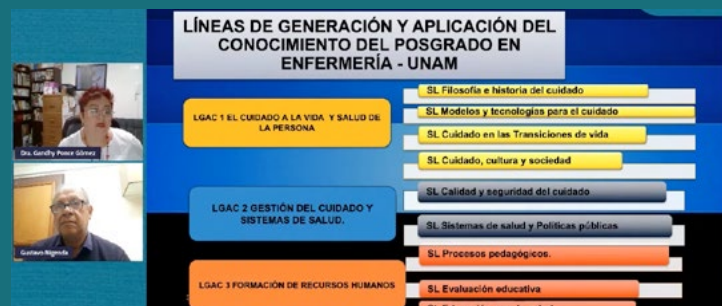 LÍNEAS DE GENERACIÓN Y APLICACIÓN DEL
CONOCIMIENTO DEL POSGRADO EN
ENFERMERÍA - UNAM
Dra. Gandhy Ponce Gómez
Gustavo Nigenda
LGAC 1 EL CUIDADO A LA VIDA Y SALUD DE
LA PERSONA
SL Filosofía e historia del cuidado
SL Modelos y tecnologías para el cuidado
SL Cuidado en las Transiciones de vida
SL Cuidado, cultura y sociedad
LGAC 2 GESTIÓN DEL CUIDADO Y
SISTEMAS DE SALUD.
SL Calidad y seguridad del cuidado
SL Sistemas de salud y Políticas públicas
LGAC 3 FORMACIÓN DE RECURSOS HUMANOS
SL Procesos pedagógicos.
SL Evaluación educativa